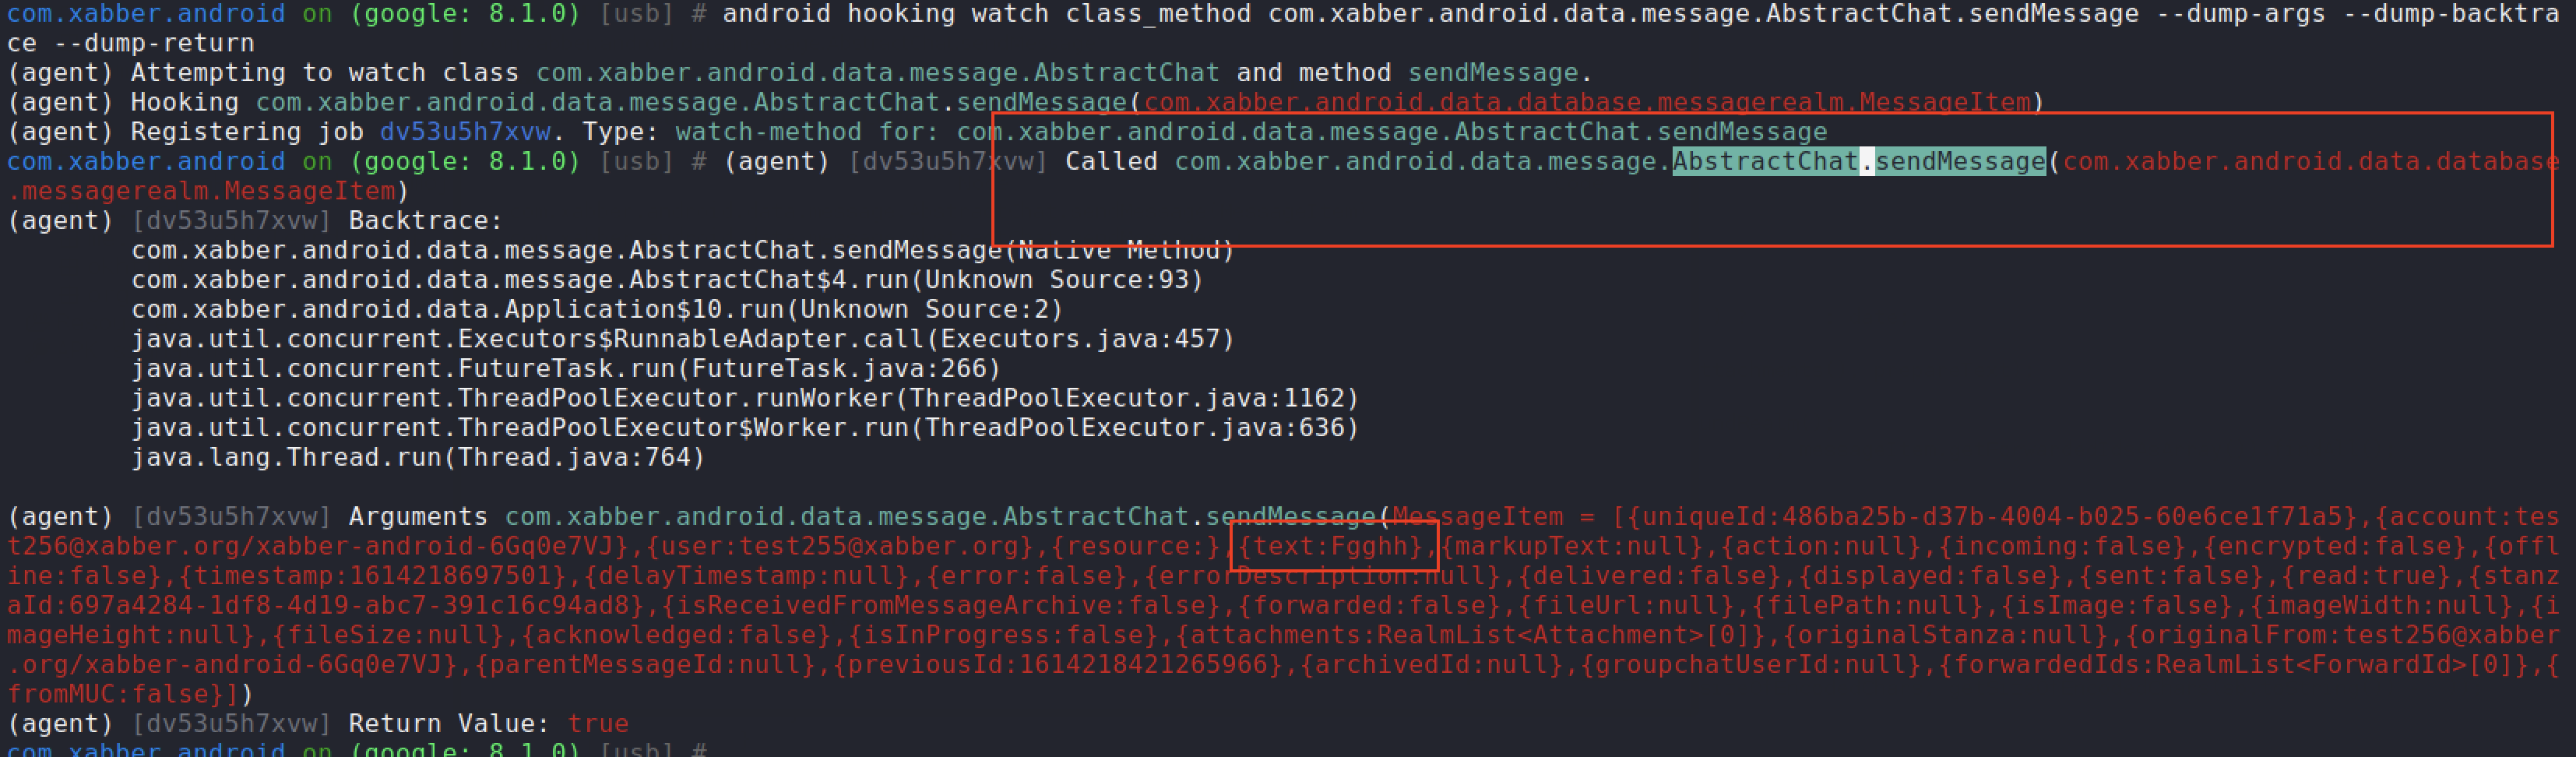 com.xabber.android on (google: 8.1.0) [usb] # android hooking watch class_method com.xabber.android.data.message.AbstractChat.sendMessage --dump-args --dump-backtra
ce --dump-return
(agent) Attempting to watch class com.xabber.android.data.message.AbstractChat and method sendMessage.
(agent) Hooking com.xabber.android.data.message.AbstractChat.sendMessage(com.xabber.android.data.database.messagerealm.MessageItem)
(agent) Registering job dv53u5h7xvw. Type: watch-method for: com.xabber.android.data.message.AbstractChat.sendMessage
com.xabber.android on (google: 8.1.0) [usb] # (agent) [dv53u5h7xvw] Called com.xabber.android.data.message.AbstractChat.sendMessage(com.xabber.android.data.database
.messagerealm.MessageItem)
(agent) [dv53u5h7xvw] Backtrace:
com.xabber.android.data.message.AbstractChat.sendMessage(Native Method)
com.xabber.android.data.message.AbstractChat$4.run(Unknown Source:93)
com.xabber.android.data.Application$10.run(Unknown Source:2)
java.util.concurrent.Executors$RunnableAdapter.call(Executors.java:457)
java.util.concurrent.FutureTask.run(FutureTask.java:266)
java.util.concurrent.ThreadPoolExecutor.runWorker(ThreadPoolExecutor.java:1162)
java.util.concurrent.ThreadPoolExecutor$Worker.run(ThreadPoolExecutor.java:636)
java.lang.Thread.run(Thread.java:764)
(agent) [dv53u5h7xvw] Arguments com.xabber.android.data.message.AbstractChat.sendMessage(MessageItem = [{uniqueId:486ba25b-d37b-4004-b025-60e6ce1f71a5},{account:tes
t256@xabber.org/xabber-android-6Gq0e7VJ},{user:test255@xabber.org},{resource:},{text:Fgghh},{markupText:null},{action:null},{incoming:false},{encrypted:false},{offl
ine:false},{timestamp:1614218697501},{delayTimestamp:null},{error:false},{errorDescription:null},{delivered:false},{displayed:false},{sent:false},{read:true},{stanz
aId:697a4284-1df8-4d19-abc7-391c16c94ad8},{isReceivedFromMessageArchive:false},{forwarded:false},{fileUrl:null},{filePath:null},{isImage:false},{imageWidth:null},{i
mageHeight:null},{fileSize:null},{acknowledged:false},{isInProgress:false},{attachments:RealmList<Attachment>[0]},{originalStanza:null},{originalFrom:test256@xabber
.org/xabber-android-6Gq0e7VJ},{parentMessageId:null},{previousId:1614218421265966},{archivedId:null},{groupchatUserId:null},{forwardedIds:RealmList<ForwardId>[0]},{
fromMUC:false}])
(agent) [dv53u5h7xvw] Return Value: true
com.xabber.android on (google: 8.1.0) [usb] #